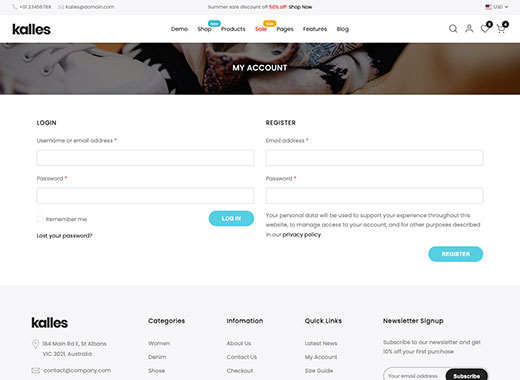 +01 23456789 kalles@domain.com Summer sale discount off 50% off! Shop Now USD
kalles Demo Shop New Products Sale Sale Pages Features Blog 0 0
MY ACCOUNT
LOGIN
Username or email address *
Password *
Remember me LOG IN
Lost your password?
REGISTER
Email address *
Password *
Your personal data will be used to support your experience throughout this
website, to manage access to your account, and for other purposes described
in our privacy policy
REGISTER
kalles
184 Main Rd E, St Albans
VIC 3021, Australia
contact@company.com
Categories
Women
Denim
Shose
Infomation
About Us
Contact Us
Checkout
Quick Links
Latest News
My Account
Size Guide
Newsletter Signup
Subscribe to our newsletter and get
10% off your first purchase
Your email address Subscribe